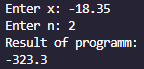 Enter x: -18.35
Enter n: 2
Result of programm:
-323.3